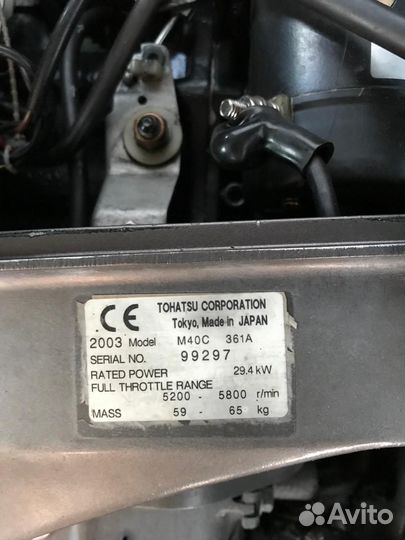 CE
TOHATSU CORPORATION
Tokyo, Made in JAPAN
2003 Model M40C 361A
SERIAL NO. 99297
RATED POWER 29.4 kW
FULL THROTTLE RANGE
5200 - 5800 r/min
MASS 59 - 65 kg
Avito